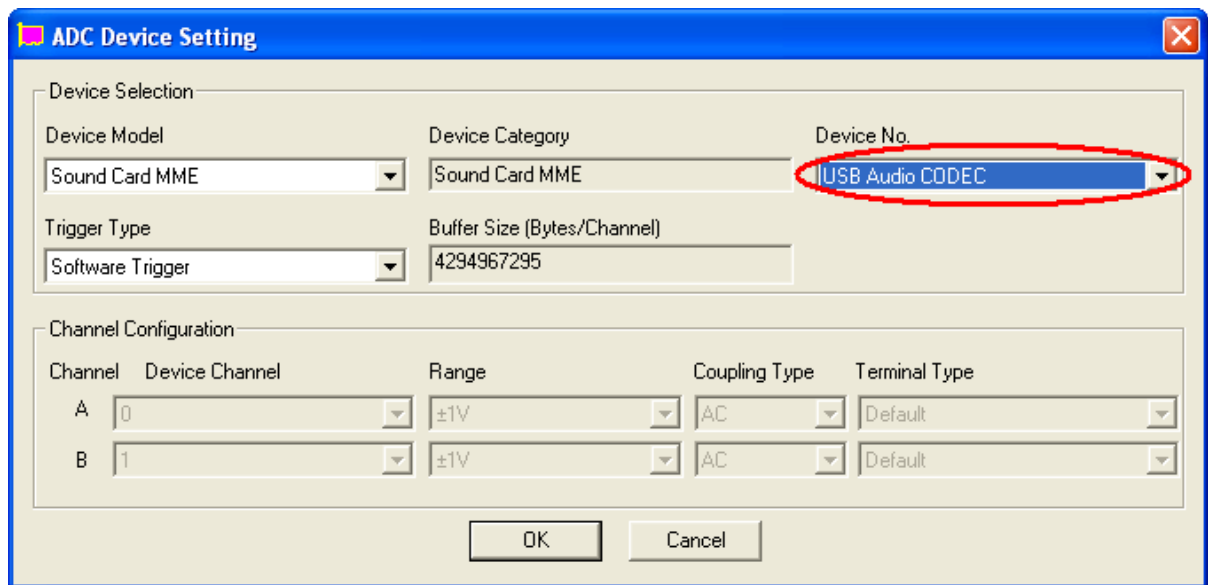 ADC Device Setting
Device Selection
Device Model Device Category Device No.
Sound Card MME Sound Card MME USB Audio CODEC
Trigger Type Buffer Size (Bytes/Channel)
Software Trigger 4294967295
Channel Configuration
Channel Device Channel Range Coupling Type Terminal Type
A 0 ±1V AC Default
B 1 ±1V AC Default
OK Cancel